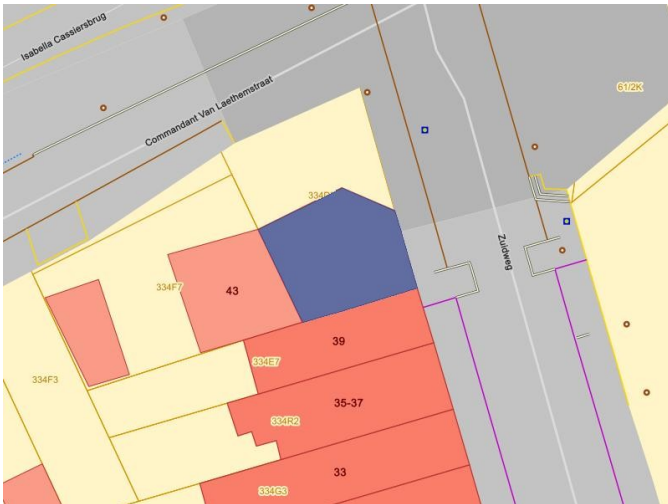 Isabella Cassiersbrug
Commandant Van Laethemstraat
61/2K
Zuidweg
334F7
43
39
334E7
334F3
35-37
334R2
33
334G3